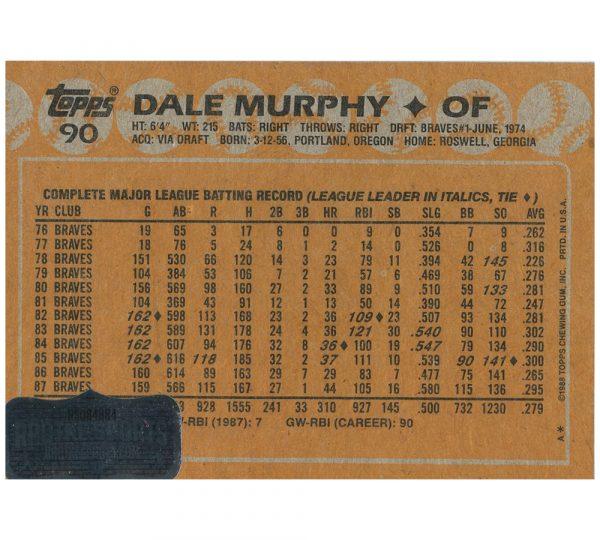 topps®
90
DALE MURPHY ♦ OF
HT: 6'4" WT: 215 BATS: RIGHT THROWS: RIGHT DRFT: BRAVES#1-JUNE, 1974
ACQ: VIA DRAFT BORN: 3-12-56, PORTLAND, OREGON HOME: ROSWELL, GEORGIA
COMPLETE MAJOR LEAGUE BATTING RECORD (LEAGUE LEADER IN ITALICS, TIE ♦)
YR CLUB G AB R H 2B 3B HR RBI SB SLG BB SO AVG
76 BRAVES 19 65 3 17 6 0 0 9 0 .354 7 9 .262
77 BRAVES 18 76 5 24 8 1 2 14 0 .526 0 8 .316
78 BRAVES 151 530 66 120 14 3 23 79 11 .394 42 145 .226
79 BRAVES 104 384 53 106 7 2 21 57 6 .469 38 67 .276
80 BRAVES 156 569 98 160 27 2 33 89 9 .510 59 133 .281
81 BRAVES 104 369 43 91 12 1 13 50 14 .390 44 72 .247
82 BRAVES 162♦ 598 113 168 23 2 36 109♦ 23 .507 93 134 .281
83 BRAVES 162 589 131 178 24 4 36 121 30 .540 90 110 .302
84 BRAVES 162 607 94 176 32 8 36♦ 100 19 .547 79 134 .290
85 BRAVES 162♦ 616 118 185 32 2 37 111 10 .539 90 141♦ .300
86 BRAVES 160 614 89 163 29 7 29 83 7 .477 75 141 .265
87 BRAVES 159 566 115 167 27 1 44 105 16 .580 115 136 .295
928 1555 241 33 310 927 145 .500 732 1230 .279
GW-RBI (1987): 7 GW-RBI (CAREER): 90
©1988 TOPPS CHEWING GUM, INC. PRTD. IN U.S.A.
A*